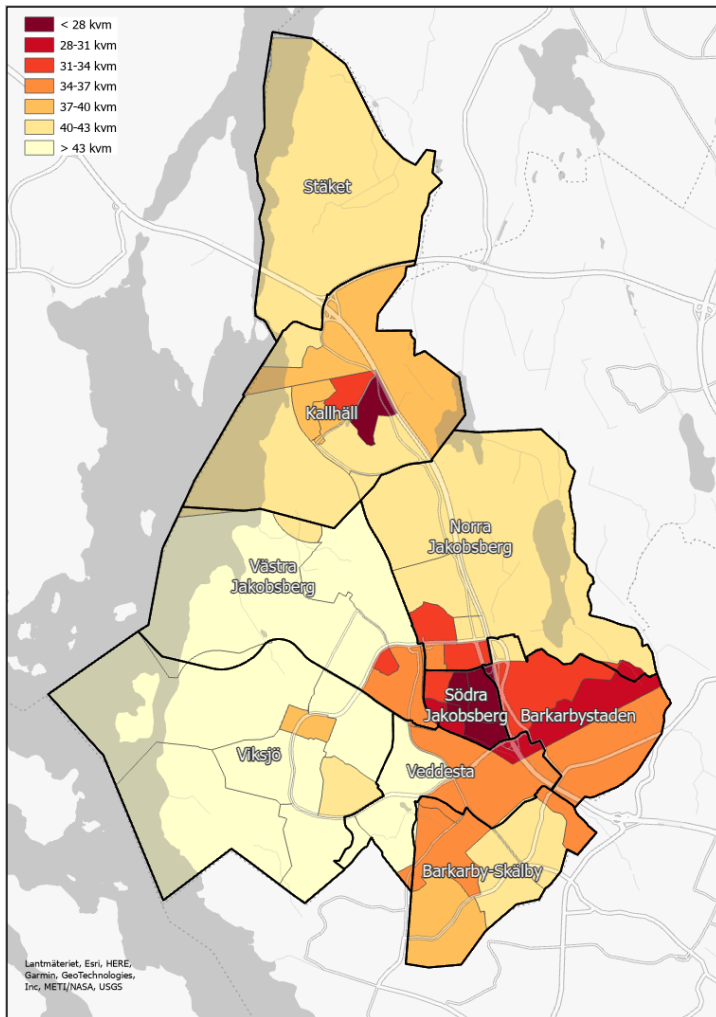 < 28 kvm
28-31 kvm
31-34 kvm
34-37 kvm
37-40 kvm
40-43 kvm
> 43 kvm
Stäket
Kallhäll
Norra
Jakobsberg
Västra
Jakobsberg
Södra
Jakobsberg
Barkarbystaden
Viksjö
Veddesta
Barkarby-Skälby
Lantmäteriet, Esri, HERE,
Garmin, GeoTechnologies,
Inc, METI/NASA, USGS